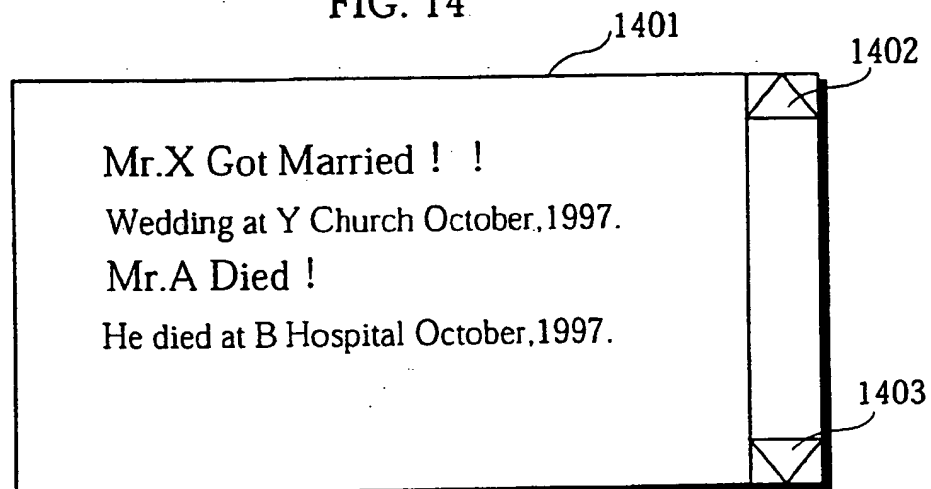 FIG. 14
1401
1402
Mr.X Got Married ! !
Wedding at Y Church October,1997.
Mr.A Died !
He died at B Hospital October,1997.
1403